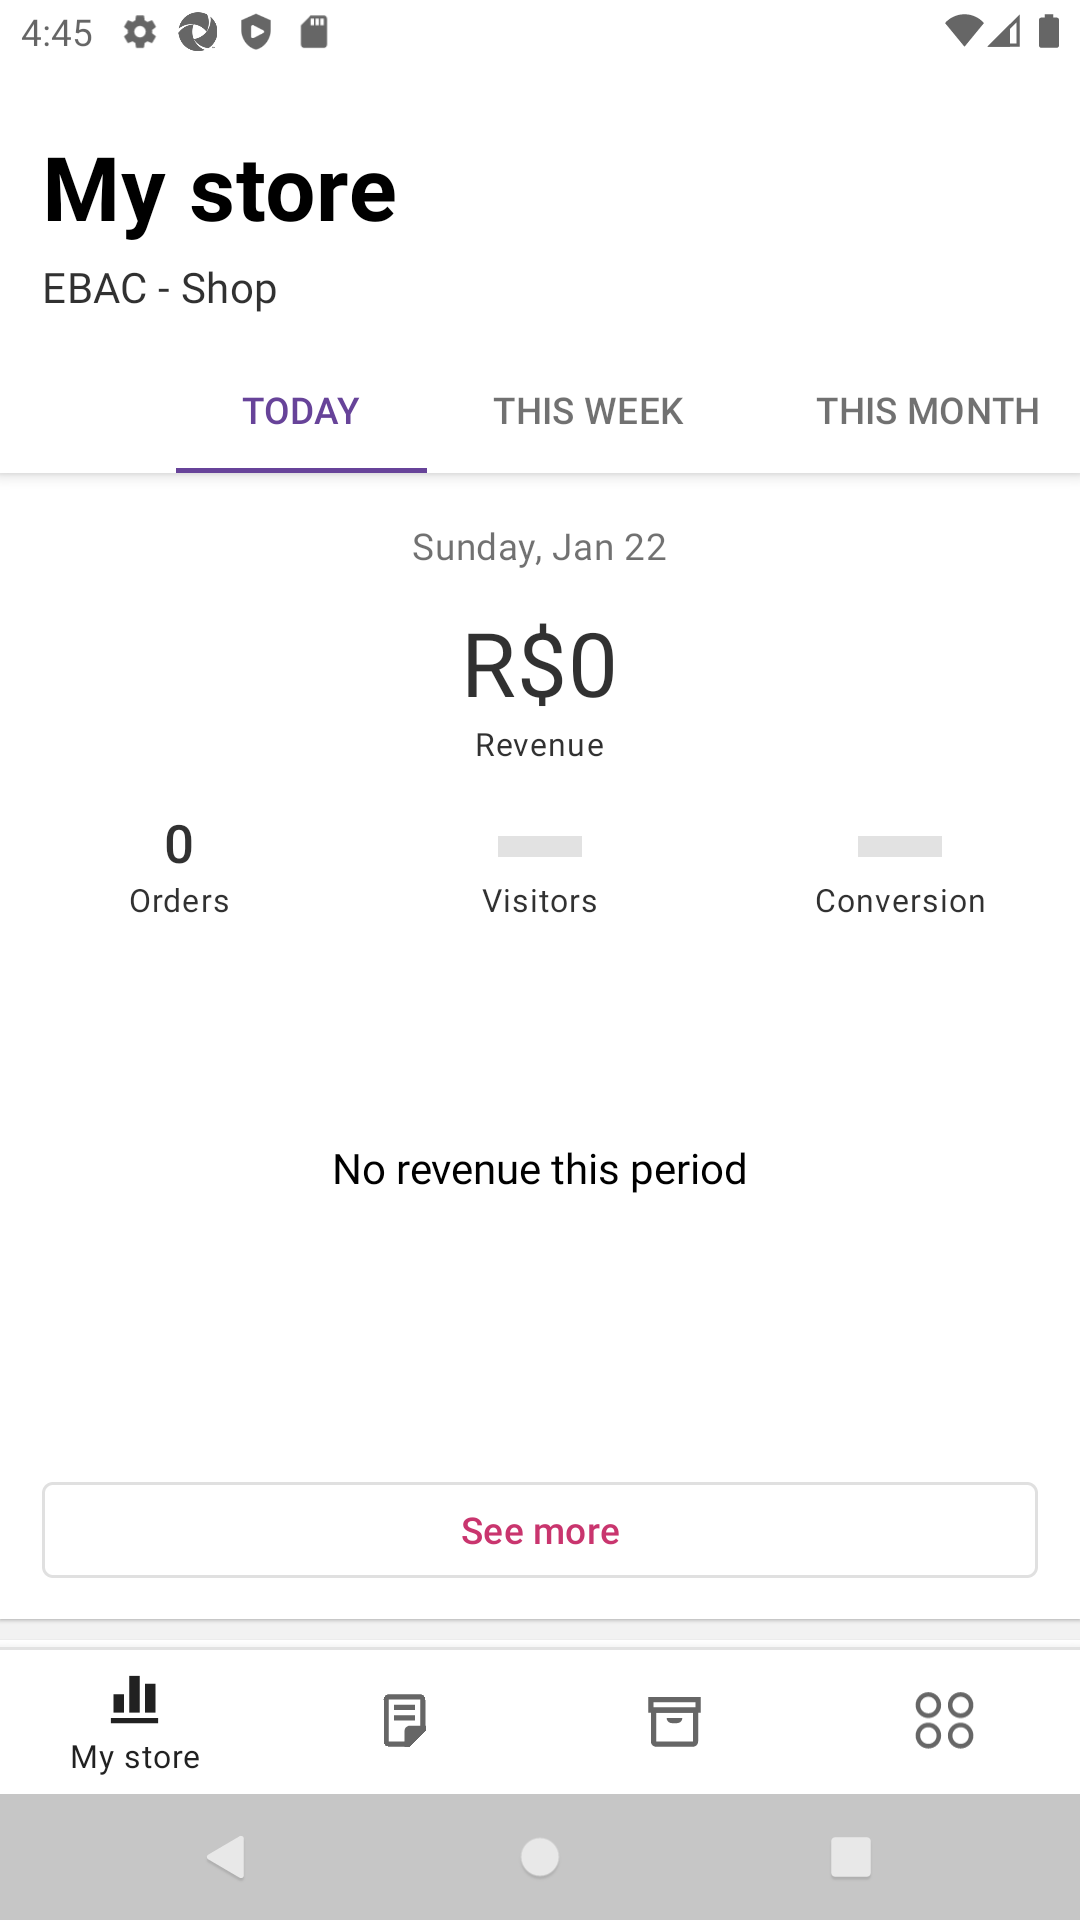 4:45
My store
EBAC - Shop
TODAY THIS WEEK THIS MONTH
Sunday, Jan 22
R$0
Revenue
0
Orders Visitors Conversion
No revenue this period
See more
My store